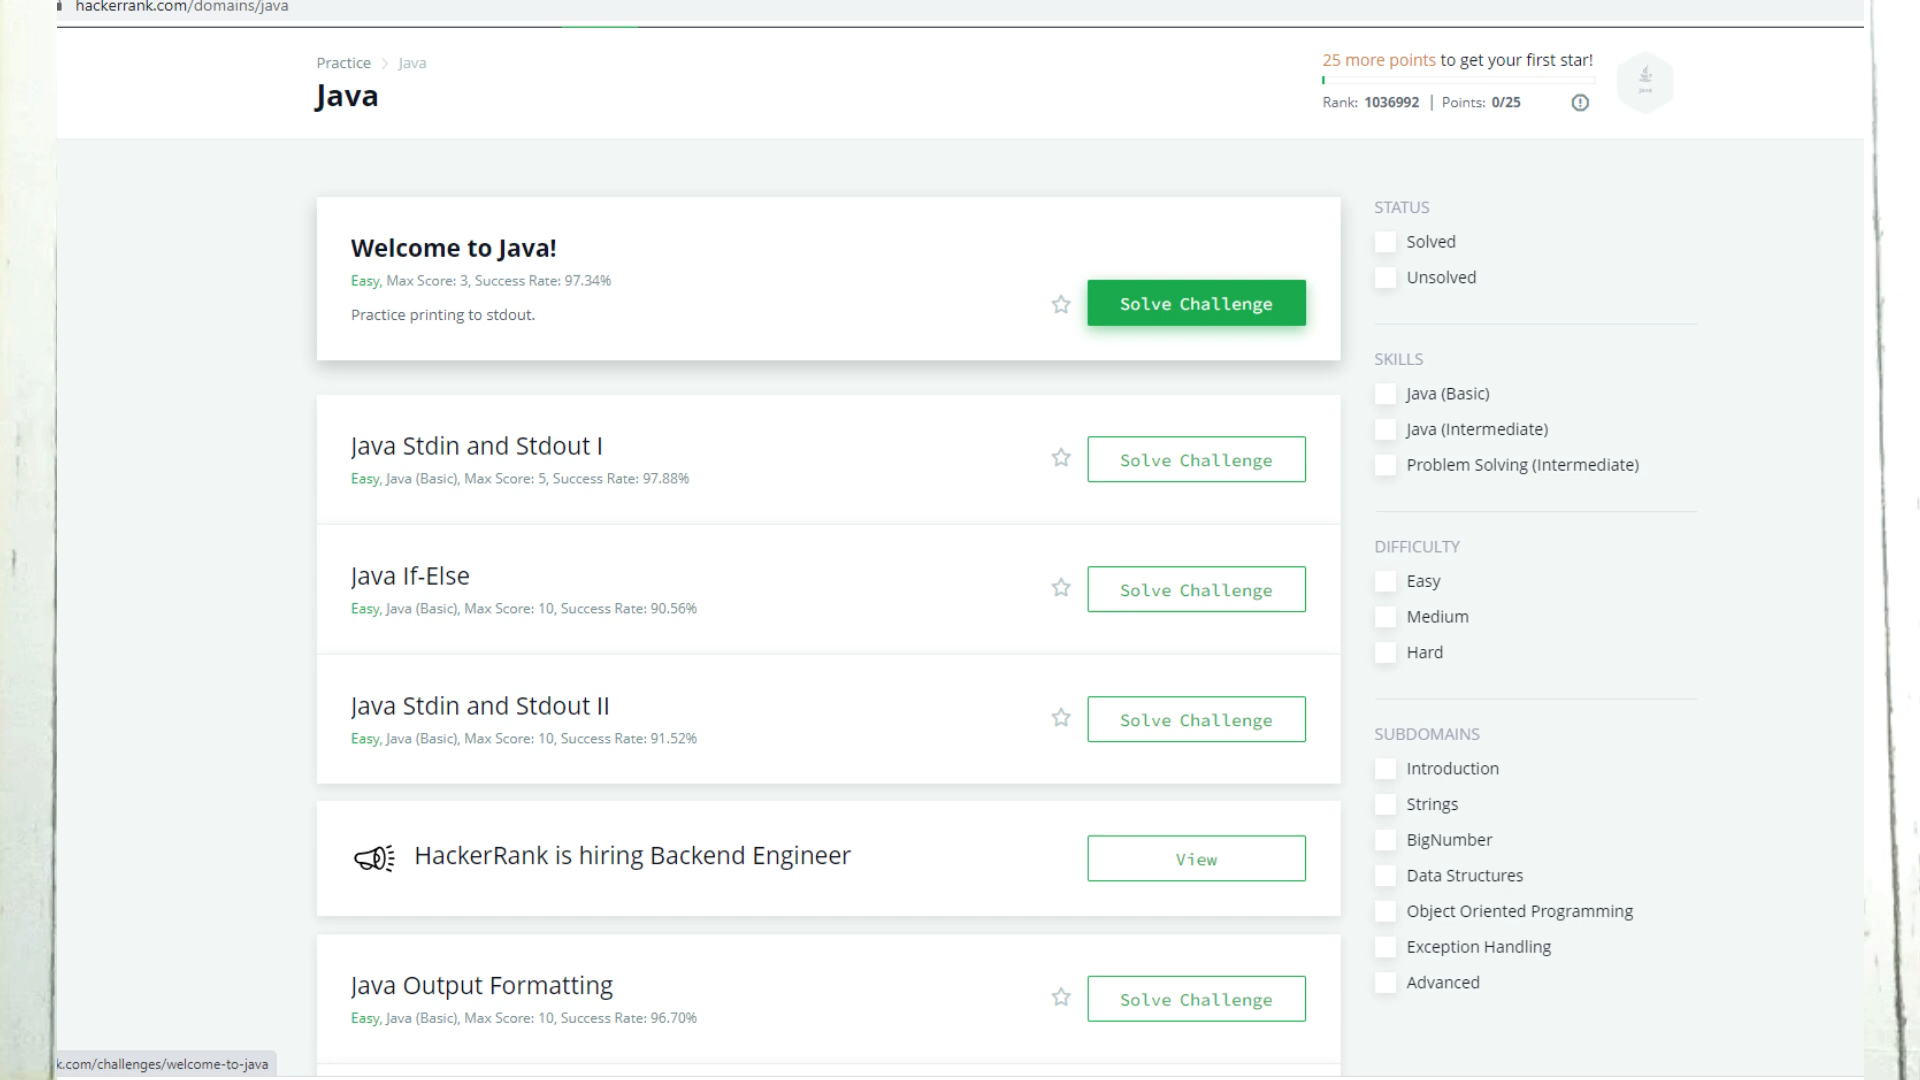 hackerrank.com/domains/java
Practice > Java
Java
25 more points to get your first star!
Rank: 1036992 | Points: 0/25
Java
Welcome to Java!
Easy, Max Score: 3, Success Rate: 97.34%
Practice printing to stdout.
Solve Challenge
Java Stdin and Stdout I
Easy, Java (Basic), Max Score: 5, Success Rate: 97.88%
Solve Challenge
Java If-Else
Easy, Java (Basic), Max Score: 10, Success Rate: 90.56%
Solve Challenge
Java Stdin and Stdout II
Easy, Java (Basic), Max Score: 10, Success Rate: 91.52%
Solve Challenge
HackerRank is hiring Backend Engineer
View
Java Output Formatting
Easy, Java (Basic), Max Score: 10, Success Rate: 96.70%
Solve Challenge
STATUS
Solved
Unsolved
SKILLS
Java (Basic)
Java (Intermediate)
Problem Solving (Intermediate)
DIFFICULTY
Easy
Medium
Hard
SUBDOMAINS
Introduction
Strings
BigNumber
Data Structures
Object Oriented Programming
Exception Handling
Advanced
k.com/challenges/welcome-to-java